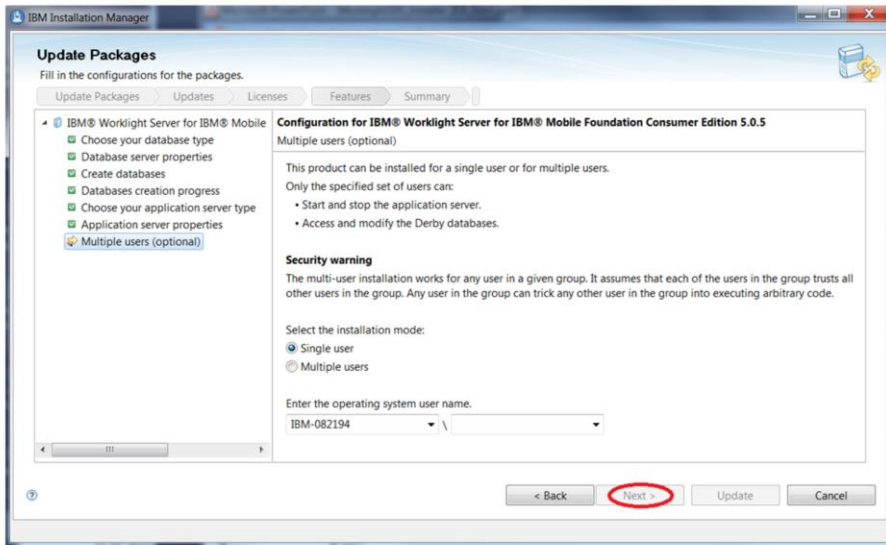 IBM Installation Manager
Update Packages
Fill in the configurations for the packages.
Update Packages
Updates
Licenses
Features
Summary
IBM® Worklight Server for IBM® Mobile
Choose your database type
Database server properties
Create databases
Databases creation progress
Choose your application server type
Application server properties
Multiple users (optional)
Configuration for IBM® Worklight Server for IBM® Mobile Foundation Consumer Edition 5.0.5
Multiple users (optional)
This product can be installed for a single user or for multiple users.
Only the specified set of users can:
• Start and stop the application server.
• Access and modify the Derby databases.
Security warning
The multi-user installation works for any user in a given group. It assumes that each of the users in the group trusts all
other users in the group. Any user in the group can trick any other user in the group into executing arbitrary code.
Select the installation mode:
Single user
Multiple users
Enter the operating system user name.
IBM-082194 \
< Back
Next >
Update
Cancel